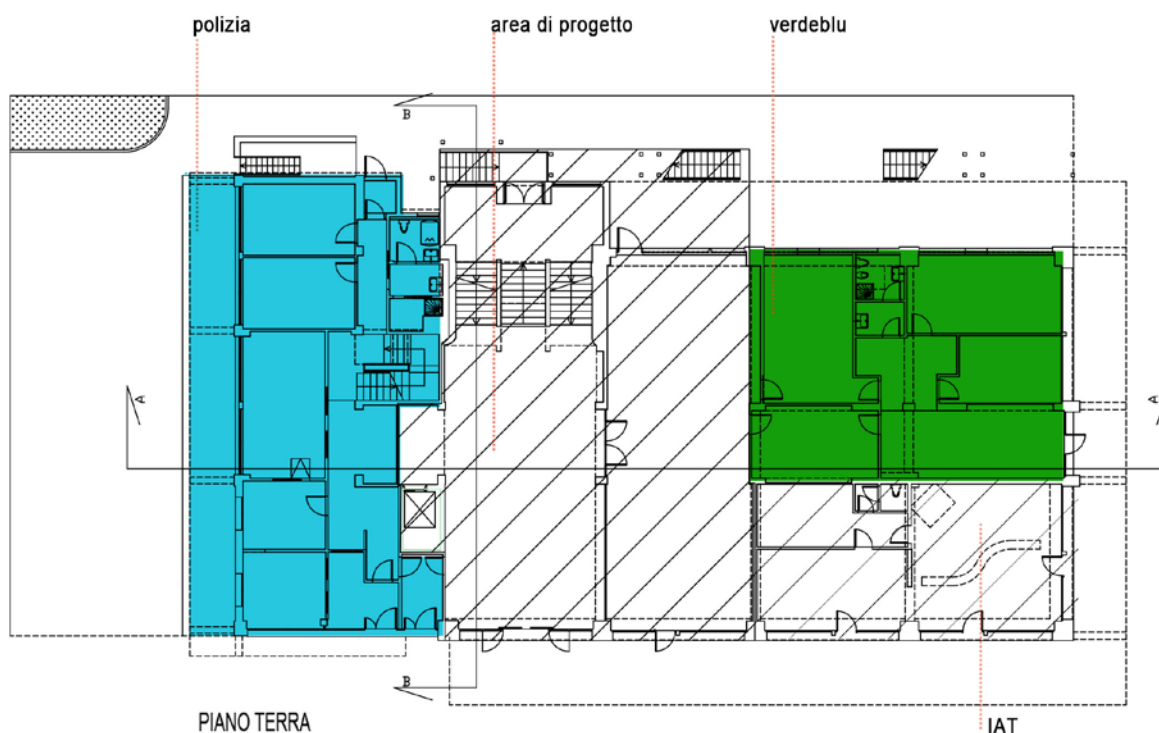 polizia
area di progetto
verdeblu
B
A
A
B
PIANO TERRA
IAT